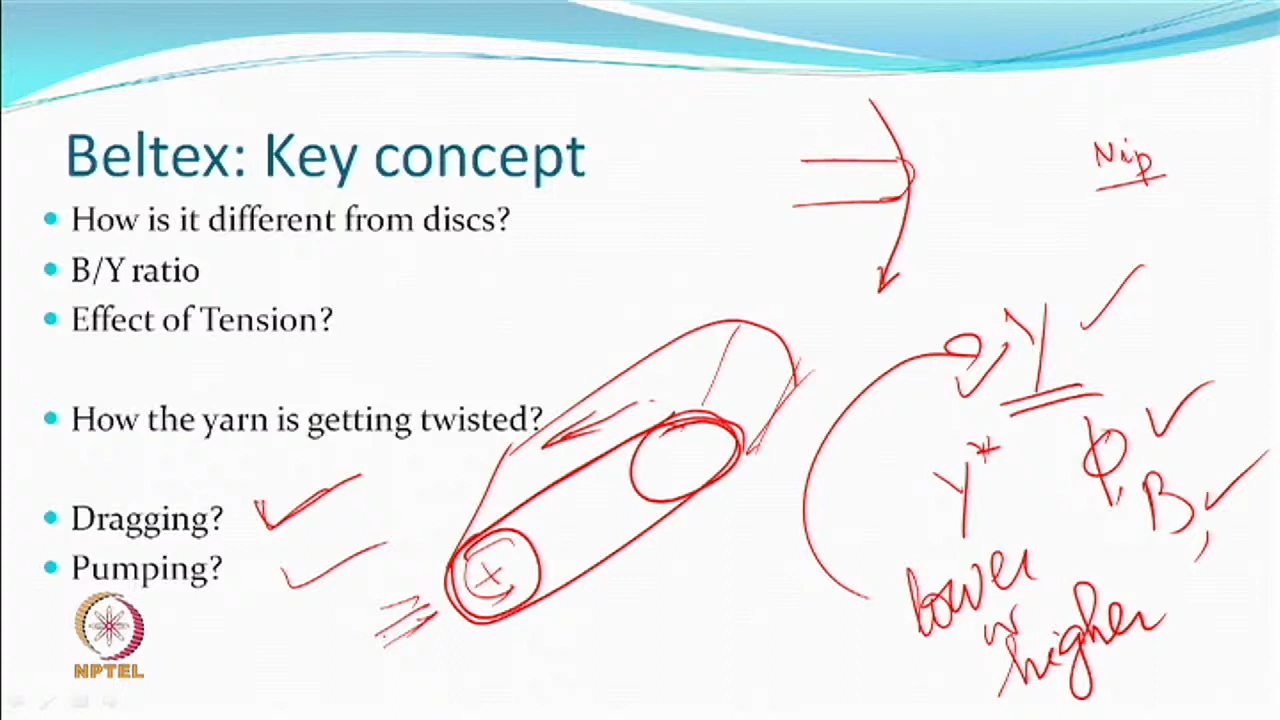 Beltex: Key concept
How is it different from discs?
B/Y ratio
Effect of Tension?
How the yarn is getting twisted?
Dragging?
Pumping?
NPTEL
Nip
Y
Y*
φ,
B,
lower
or
higher